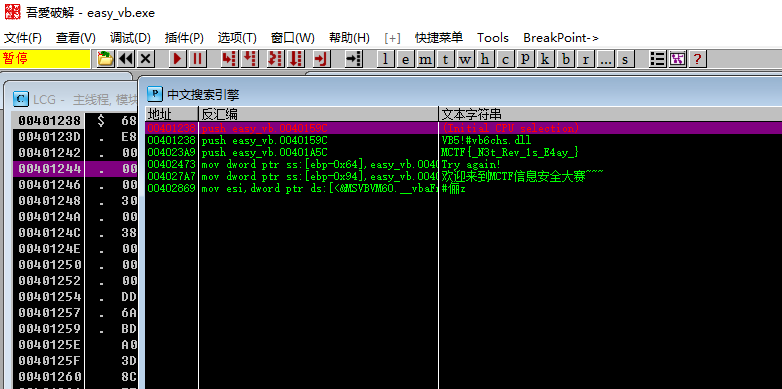 吾愛破解 - easy_vb.exe
文件(F) 查看(V) 调试(D) 插件(P) 选项(T) 窗口(W) 帮助(H) [+] 快捷菜单 Tools BreakPoint->
暂停 l e m t w h c p k b r ... s ?
C LCG - 主线程, 模块
P 中文搜索引擎
地址 反汇编 文本字符串
00401238 push easy_vb.0040159C (Initial CPU selection)
00401238 push easy_vb.0040159C VB5!#vb6chs.dll
004023A9 push easy_vb.00401A5C MCTF{_N3t_Rev_1s_E4ay_}
00402473 mov dword ptr ss:[ebp-0x64],easy_vb.0040 Try again!
004027A7 mov dword ptr ss:[ebp-0x94],easy_vb.0040 欢迎来到MCTF信息安全大赛~~~
00402869 mov esi,dword ptr ds:[<&MSVBVM60.__vbaFr #儷z
00401238 $ 68
0040123D . E8
00401242 . 00
00401244 . 00
00401246 . 00
00401248 . 30
0040124A . 00
0040124C . 38
0040124E . 00
00401250 . 00
00401252 . 00
00401254 . DD
00401257 . 6A
00401259 . BD
0040125E A0
0040125F 3D
00401260 8C